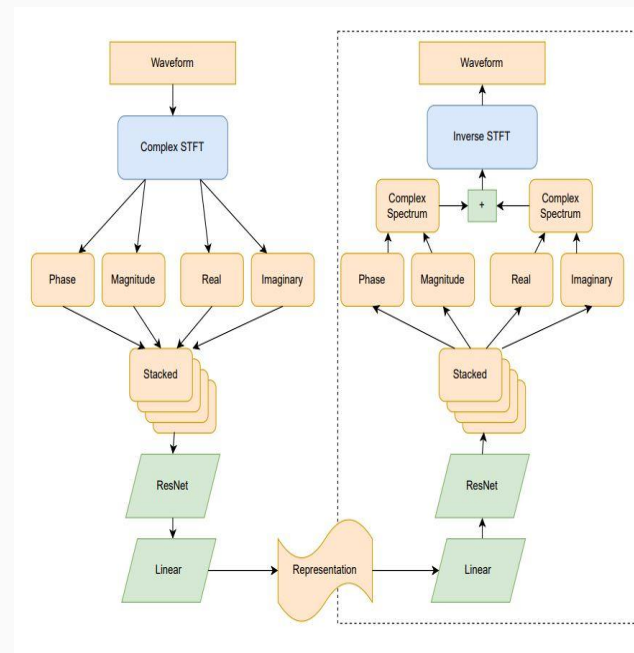 Waveform
Complex STFT
Phase
Magnitude
Real
Imaginary
Stacked
ResNet
Linear
Representation
Waveform
Inverse STFT
Complex
Spectrum
+
Complex
Spectrum
Phase
Magnitude
Real
Imaginary
Stacked
ResNet
Linear